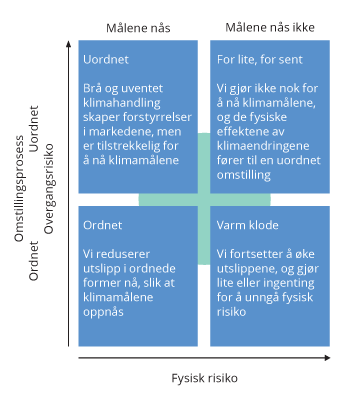 Målene nås
Målene nås ikke
Uordnet
Brå og uventet
klimahandling
skaper forstyrrelser
i markedene, men
er tilstrekkelig for
å nå klimamålene
For lite, for sent
Vi gjør ikke nok for
å nå klimamålene,
og de fysiske
effektene av
klimaendringene
fører til en uordnet
omstilling
Omstillingsprosess
Uordnet
Ordnet
Overgangsrisiko
Ordnet
Vi reduserer
utslipp i ordnede
former nå, slik at
klimamålene
oppnås
Varm klode
Vi fortsetter å øke
utslippene, og gjør
lite eller ingenting
for å unngå fysisk
risiko
Fysisk risiko